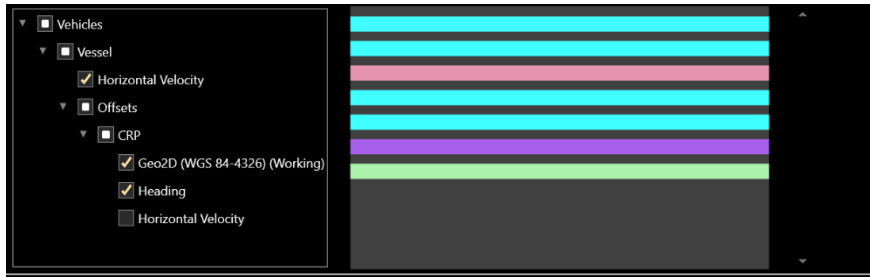 Vehicles
Vessel
Horizontal Velocity
Offsets
CRP
Geo2D (WGS 84-4326) (Working)
Heading
Horizontal Velocity